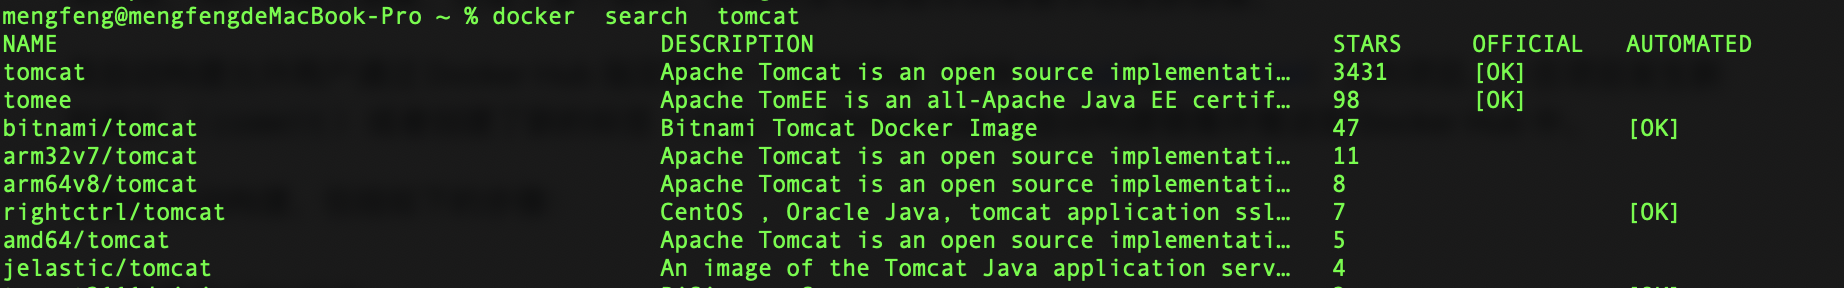 mengfeng@mengfengdeMacBook-Pro ~ % docker  search  tomcat
NAME DESCRIPTION STARS OFFICIAL AUTOMATED
tomcat Apache Tomcat is an open source implementati… 3431 [OK]
tomee Apache TomEE is an all-Apache Java EE certif… 98 [OK]
bitnami/tomcat Bitnami Tomcat Docker Image 47 [OK]
arm32v7/tomcat Apache Tomcat is an open source implementati… 11
arm64v8/tomcat Apache Tomcat is an open source implementati… 8
rightctrl/tomcat CentOS , Oracle Java, tomcat application ssl… 7 [OK]
amd64/tomcat Apache Tomcat is an open source implementati… 5
jelastic/tomcat An image of the Tomcat Java application serv… 4